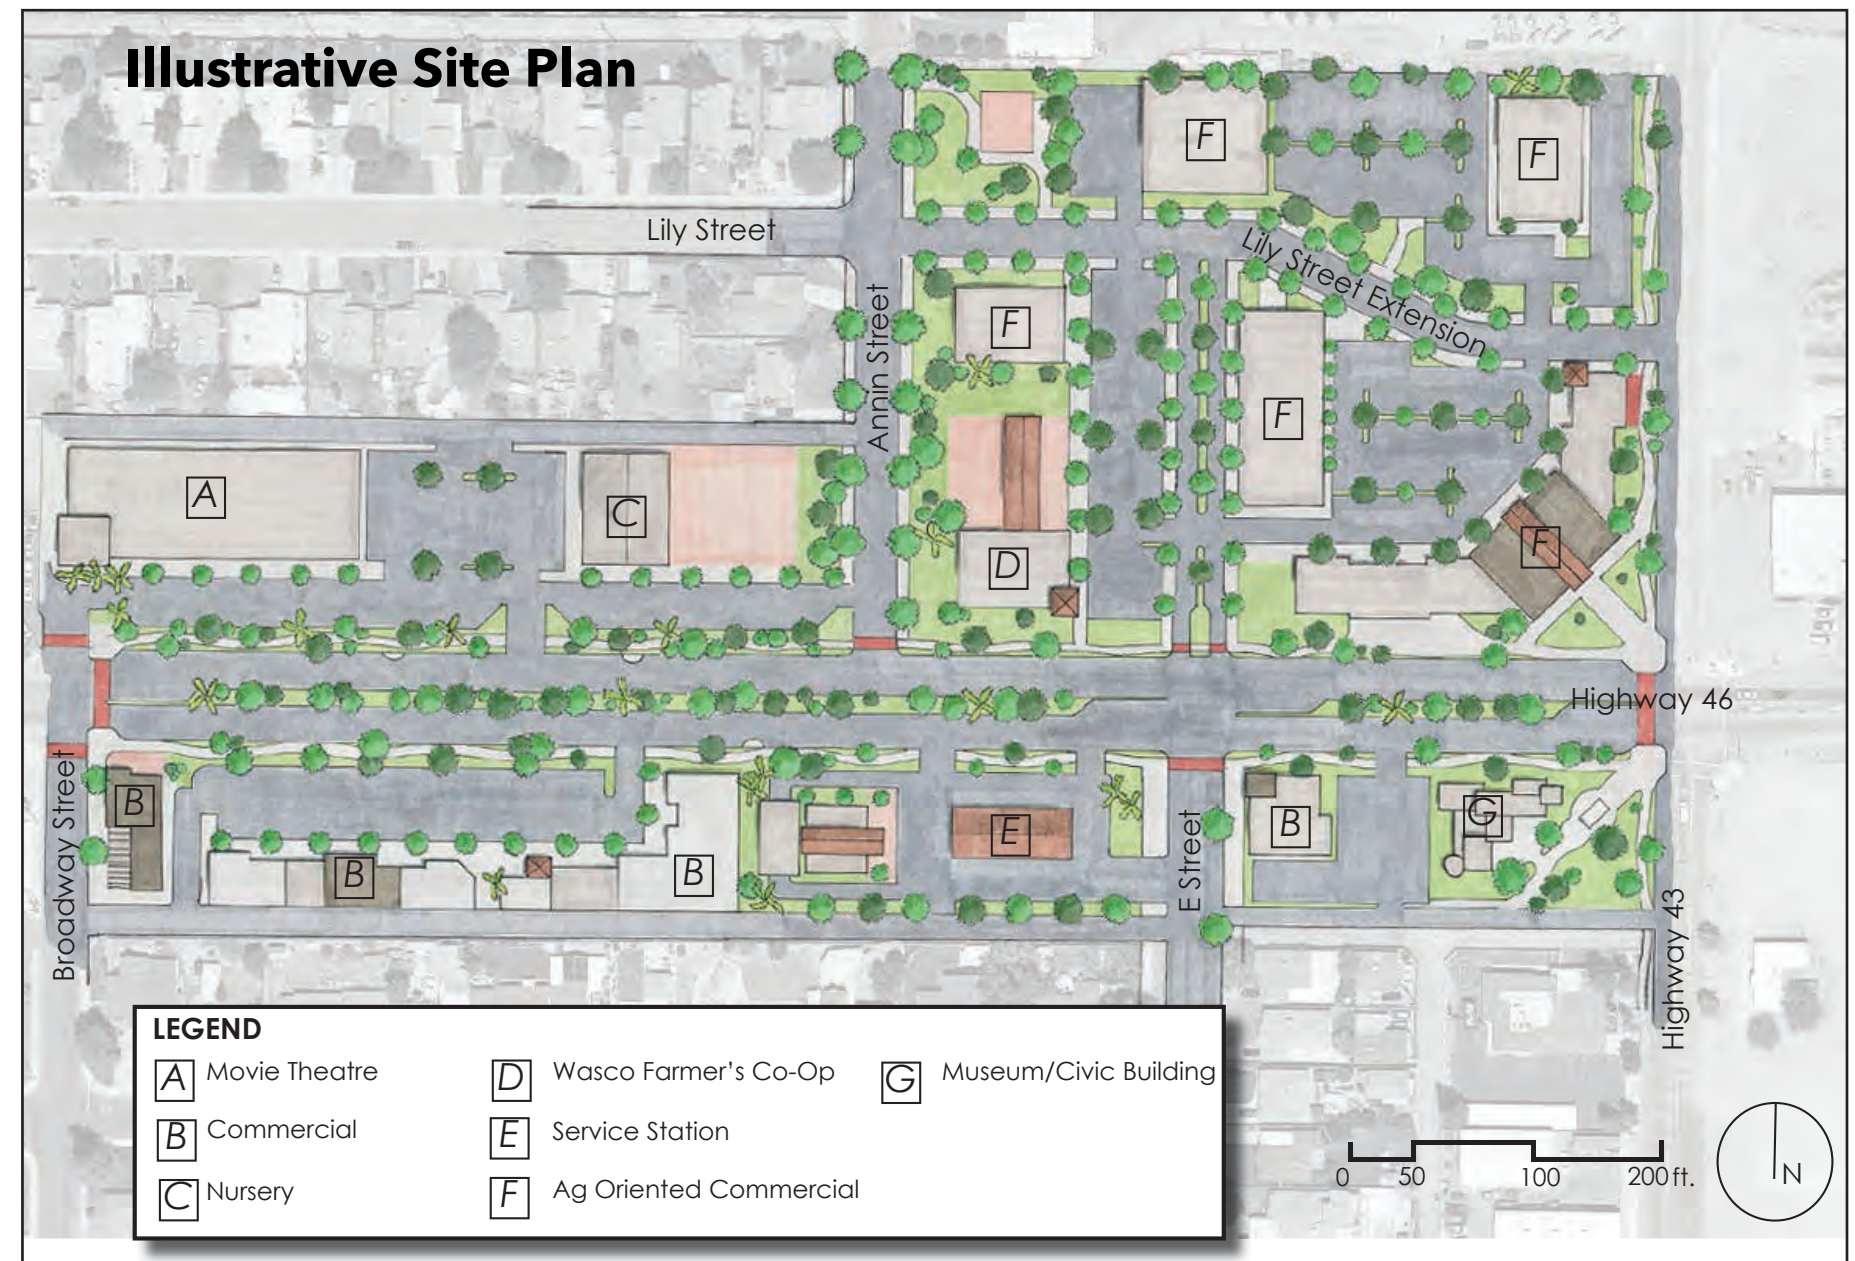 Illustrative Site Plan
F
F
Lily Street
Lily Street Extension
Annin Street
F
F
A
C
D
F
Highway 46
Broadway Street
B
B
B
E
E Street
B
G
Highway 43
LEGEND
A Movie Theatre
B Commercial
C Nursery
D Wasco Farmer's Co-Op
E Service Station
F Ag Oriented Commercial
G Museum/Civic Building
0 50 100 200 ft.
N